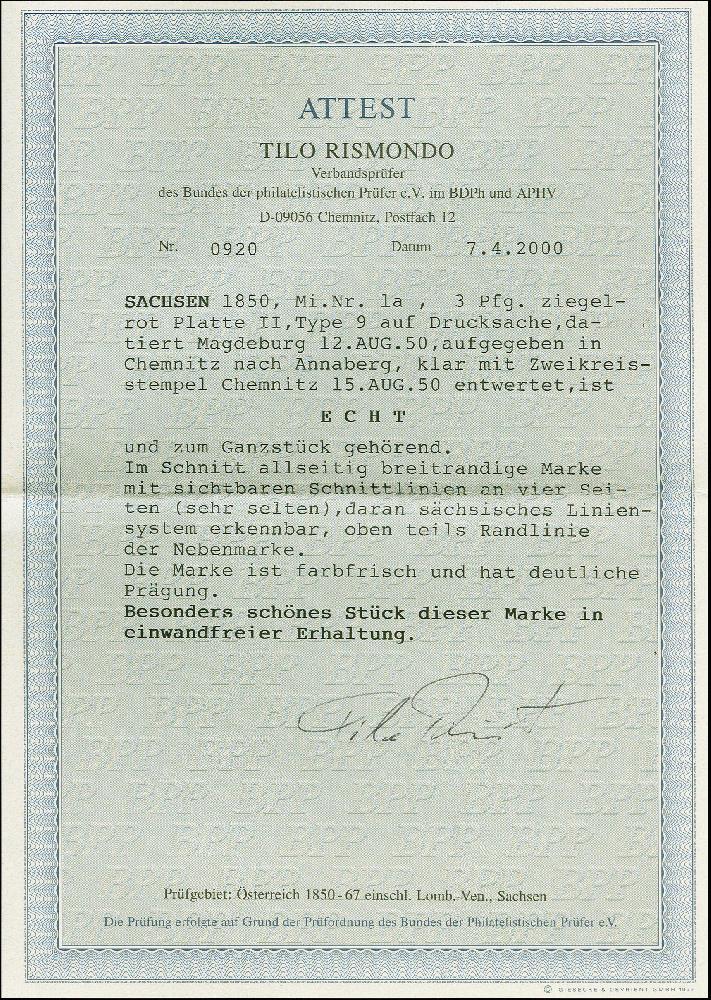 ATTEST
TILO RISMONDO
Verbandsprüfer
des Bundes der philatelistischen Prüfer e.V. im BDPh und APHV
D-09056 Chemnitz, Postfach 12
Nr. 0920 Datum 7.4.2000
SACHSEN 1850, Mi.Nr. 1a , 3 Pfg. ziegel-
rot Platte II,Type 9 auf Drucksache,da-
tiert Magdeburg 12.AUG.50,aufgegeben in
Chemnitz nach Annaberg, klar mit Zweikreis-
stempel Chemnitz 15.AUG.50 entwertet,ist
E C H T
und zum Ganzstück gehörend.
Im Schnitt allseitig breitrandige Marke
mit sichtbaren Schnittlinien an vier Sei-
ten (sehr selten),daran sächsisches Linien-
system erkennbar, oben teils Randlinie
der Nebenmarke.
Die Marke ist farbfrisch und hat deutliche
Prägung.
Besonders schönes Stück dieser Marke in
einwandfreier Erhaltung.
Prüfgebiet: Österreich 1850-67 einschl. Lomb.-Ven., Sachsen
Die Prüfung erfolgte auf Grund der Prüfordnung des Bundes der Philatelistischen Prüfer e.V.
© GIESECKE & DEVRIENT GMBH